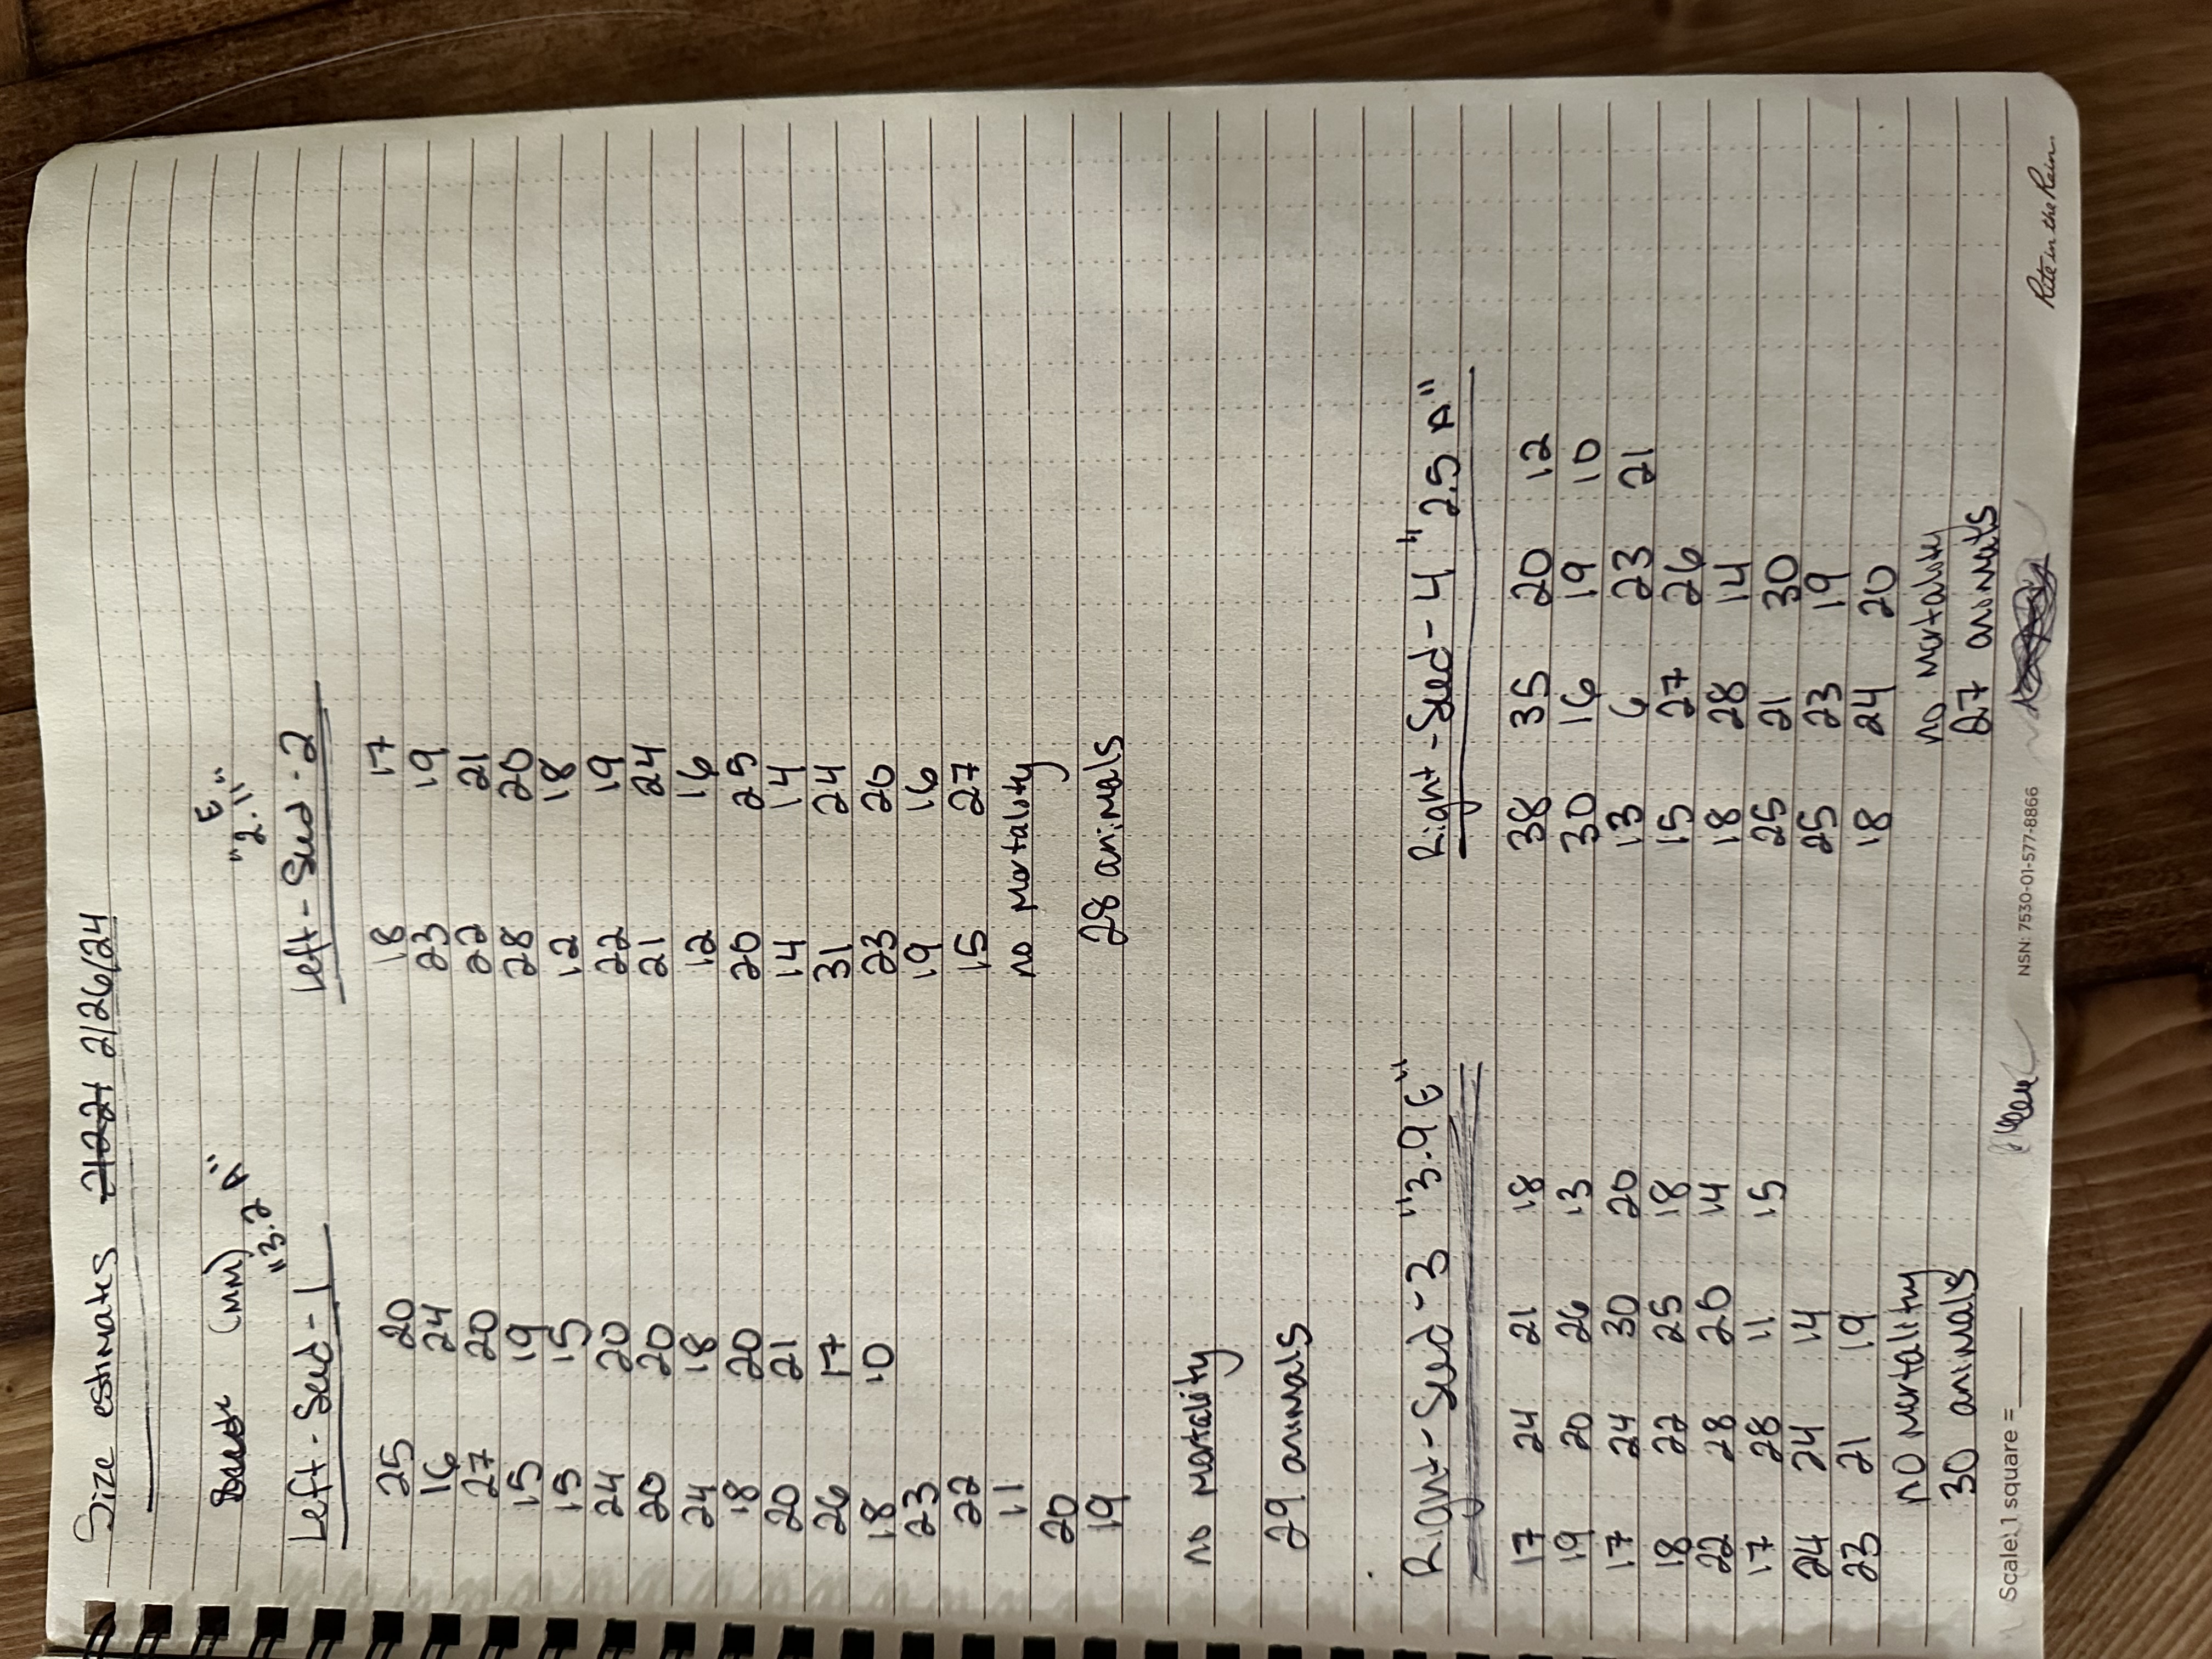 Size estimates 2/26/24
(MM)
"3.2 A"
Left-Seed-1
25 20
16 24
27 20
15 19
15 15
24 20
20 20
24 18
18 20
20 21
26 17
18 10
23
22
11
20
19
no mortality
29 animals
E
"2.11"
Left-Seed-2
18 17
23 19
22 21
28 20
12 18
22 19
21 24
12 16
20 25
14 14
31 24
23 20
19 16
15 27
no mortality
28 animals
Right-Seed-3 "3.9 E"
17 24 21 18
19 20 26 13
17 24 30 20
18 22 25 18
22 28 20 14
17 28 11 15
24 24 14
23 21 19
no mortality
30 animals
Right-Seed-4 "2.5 A"
38 35 20 12
30 16 19 10
13 6 23 21
15 27 26
18 28 14
25 21 30
25 23 19
18 24 20
no mortality
27 animals
Scale: 1 square =_______
NSN: 7530-01-577-8866
Rite in the Rain